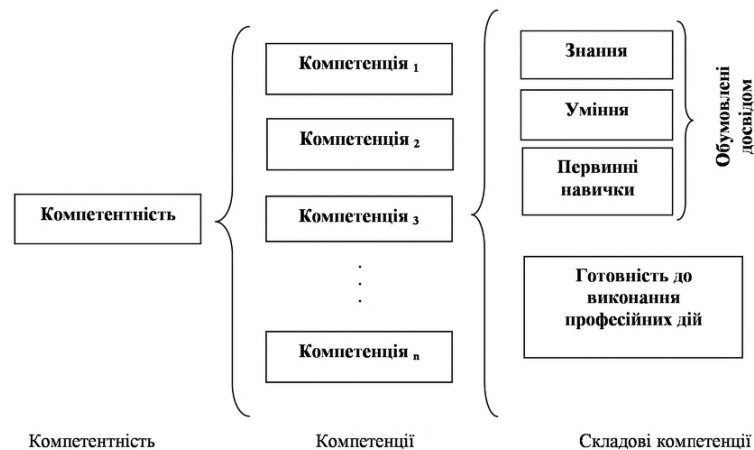 Компетентність
Компетенція 1
Компетенція 2
Компетенція 3
.
.
.
Компетенція n
Знання
Уміння
Первинні
навички
Обумовлені
досвідом
Готовність до
виконання
професійних дій
Компетентність
Компетенції
Складові компетенції